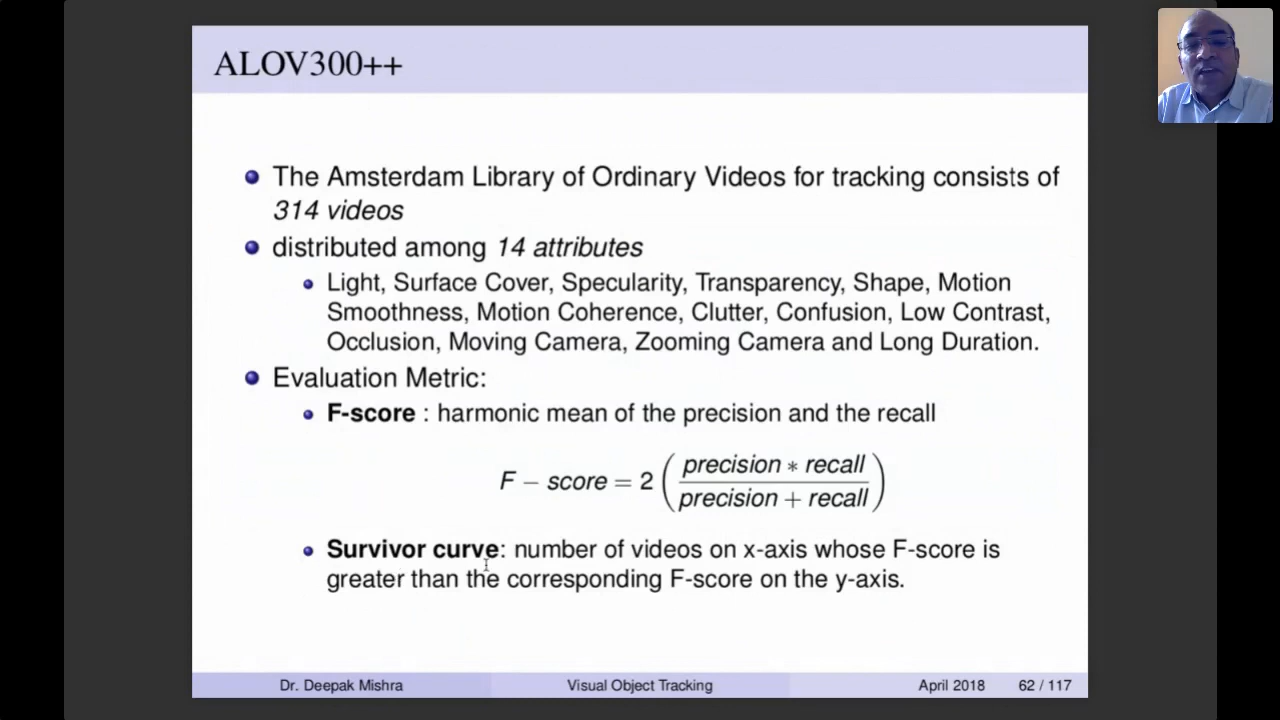 ALOV300++
The Amsterdam Library of Ordinary Videos for tracking consists of
314 videos
distributed among 14 attributes
Light, Surface Cover, Specularity, Transparency, Shape, Motion
Smoothness, Motion Coherence, Clutter, Confusion, Low Contrast,
Occlusion, Moving Camera, Zooming Camera and Long Duration.
Evaluation Metric:
F-score : harmonic mean of the precision and the recall
F − score = 2 ( precision ∗ recall / precision + recall )
Survivor curve: number of videos on x-axis whose F-score is
greater than the corresponding F-score on the y-axis.
Dr. Deepak Mishra Visual Object Tracking April 2018 62 / 117